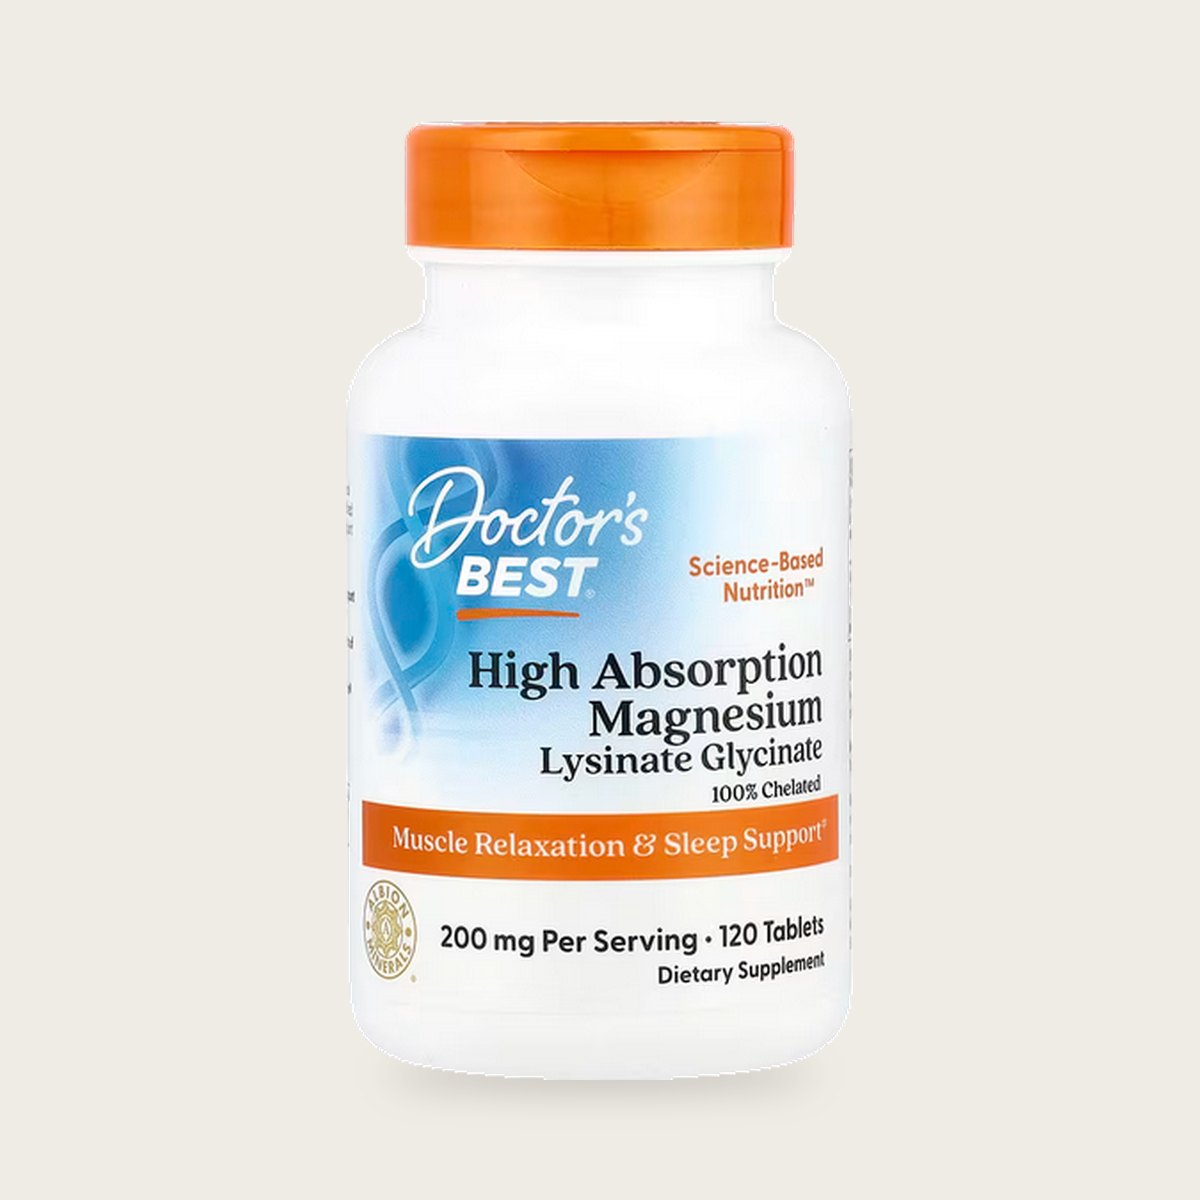 Doctor's
BEST®
Science-Based
Nutrition™
High Absorption
Magnesium
Lysinate Glycinate
100% Chelated
Muscle Relaxation & Sleep Support
ALBION
MINERALS
A
200 mg Per Serving • 120 Tablets
Dietary Supplement